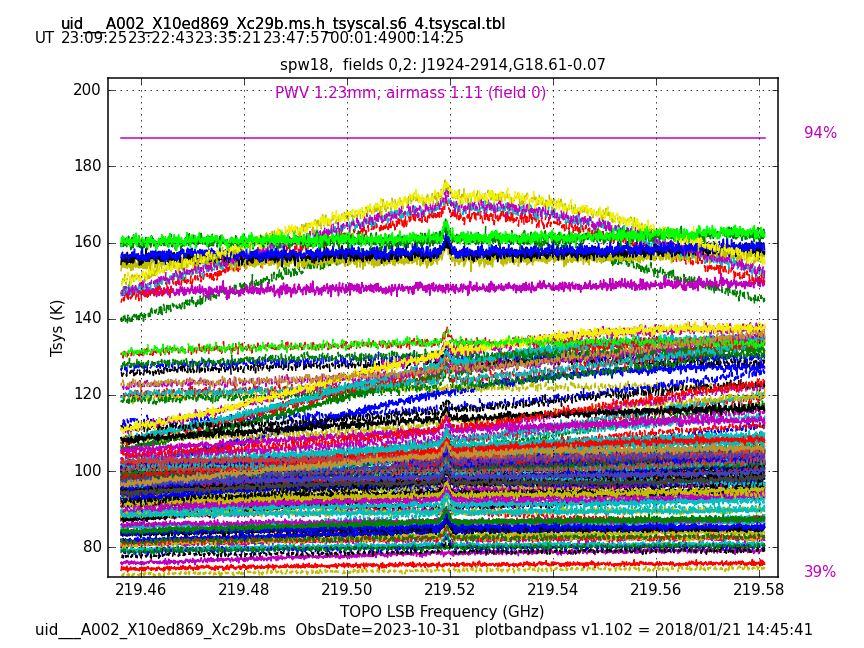 uid___A002_X10ed869_Xc29b.ms.h_tsyscal.s6_4.tsyscal.tbl
UT 23:09:25 23:22:43 23:35:21 23:47:57 00:01:49 00:14:25
spw18,  fields 0,2: J1924-2914,G18.61-0.07
PWV 1.23mm, airmass 1.11 (field 0)
94%
39%
200
180
160
140
120
100
80
Tsys (K)
219.46 219.48 219.50 219.52 219.54 219.56 219.58
TOPO LSB Frequency (GHz)
uid___A002_X10ed869_Xc29b.ms  ObsDate=2023-10-31   plotbandpass v1.102 = 2018/01/21 14:45:41